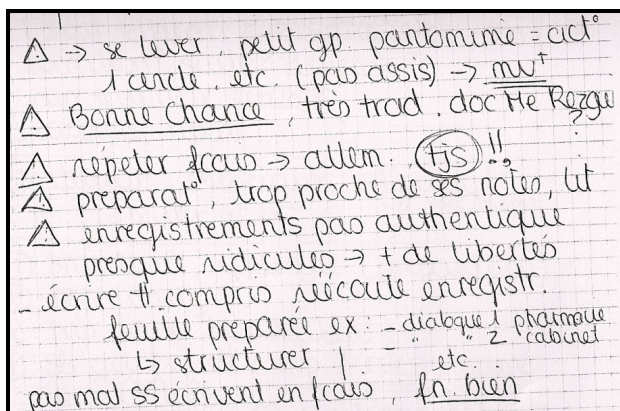 ⚠ → se lever, petit gp pantomime = act°
1 cercle, etc. (pas assis) → mvt
⚠ Bonne Chance, très trad. doc Me Rezgui
?
⚠ répeter fcais → allem. tjs !!
⚠ préparat°, trop proche de ses notes, lit
⚠ enregistrements pas authentique
presque ridicules → + de libertés
- écrire tt compris réécoute enregistr.
feuille préparée ex: - dialogue 1 pharmacie
↳ structurer - " " 2 cabinet
etc
pas mal SS écrivent en fcais, fn. bien